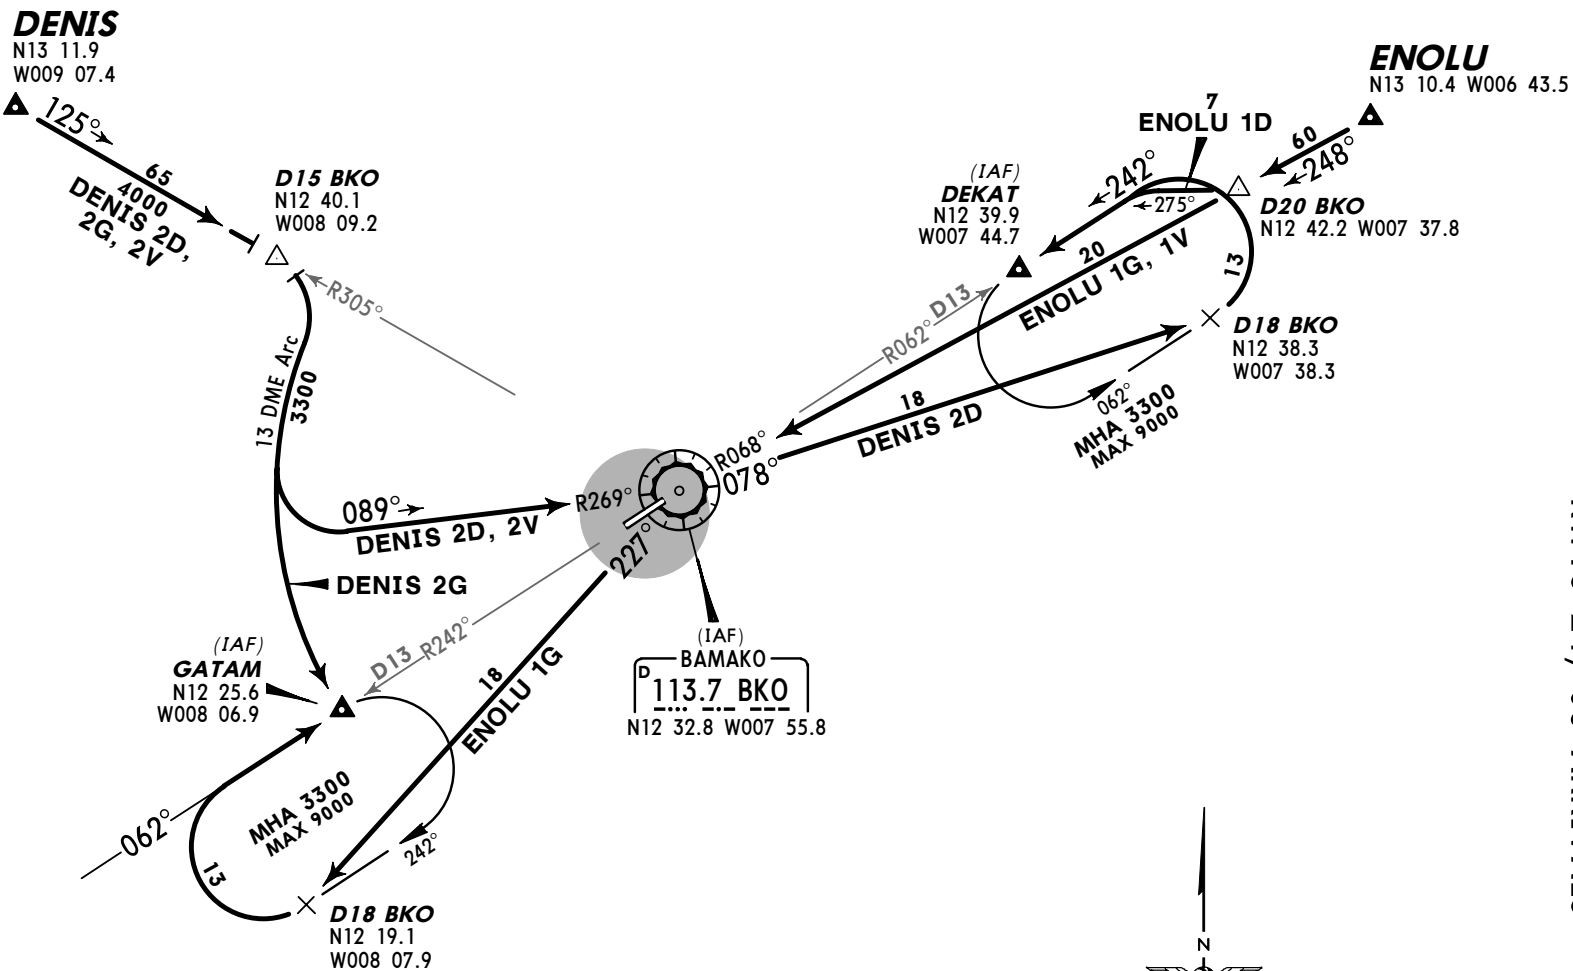 DENIS
N13 11.9
W009 07.4
125°
65
4000
DENIS 2D,
2G, 2V
D15 BKO
N12 40.1
W008 09.2
R305°
13 DME Arc
3300
089°
R269°
DENIS 2D, 2V
DENIS 2G
(IAF)
GATAM
N12 25.6
W008 06.9
D13 R242°
062°
MHA 3300
MAX 9000
13
242°
D18 BKO
N12 19.1
W008 07.9
227°
18
ENOLU 1G
(IAF)
BAMAKO
D
113.7 BKO
N12 32.8 W007 55.8
R068°
078°
18
DENIS 2D
R062° D13
20
ENOLU 1G, 1V
(IAF)
DEKAT
N12 39.9
W007 44.7
242°
7
ENOLU 1D
275°
ENOLU
N13 10.4 W006 43.5
60
248°
D20 BKO
N12 42.2 W007 37.8
13
D18 BKO
N12 38.3
W007 38.3
062°
MHA 3300
MAX 9000
N